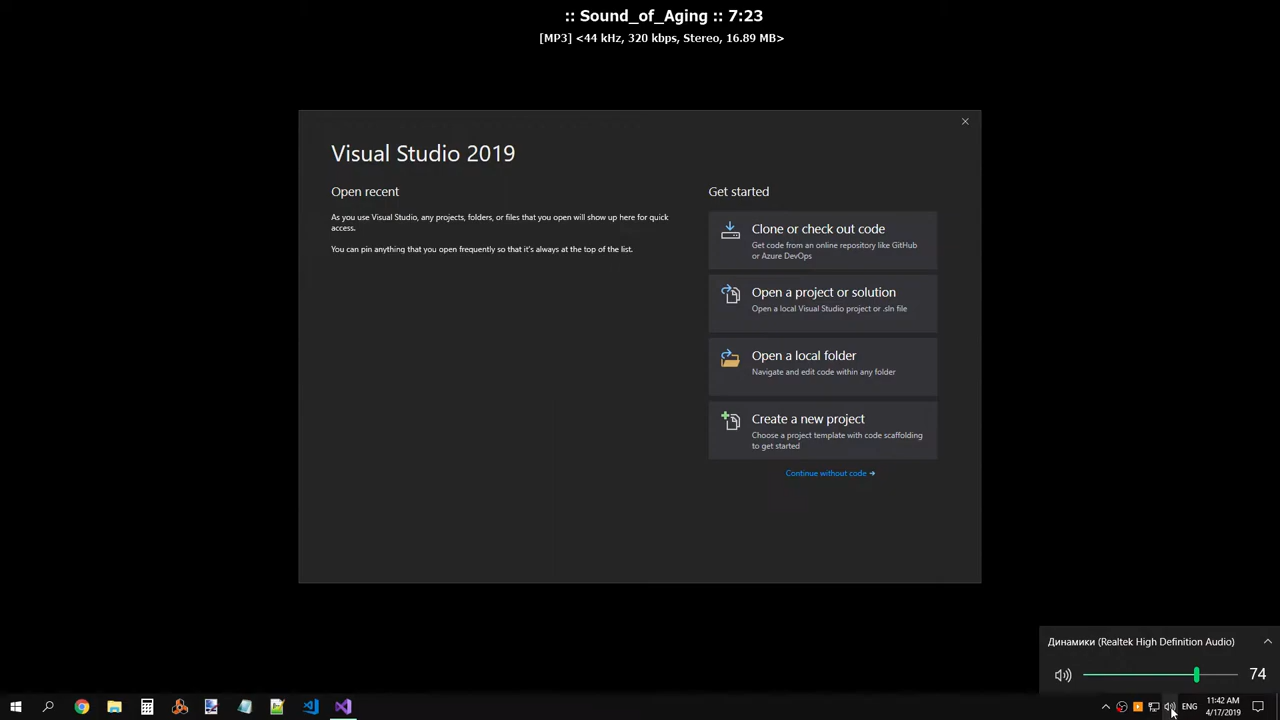 :: Sound_of_Aging :: 7:23
[MP3] <44 kHz, 320 kbps, Stereo, 16.89 MB>
Visual Studio 2019
Open recent
As you use Visual Studio, any projects, folders, or files that you open will show up here for quick
access.
You can pin anything that you open frequently so that it's always at the top of the list.
Get started
Clone or check out code
Get code from an online repository like GitHub
or Azure DevOps
Open a project or solution
Open a local Visual Studio project or .sln file
Open a local folder
Navigate and edit code within any folder
Create a new project
Choose a project template with code scaffolding
to get started
Continue without code
Динамики (Realtek High Definition Audio)
74
ENG
11:42 AM
4/17/2019